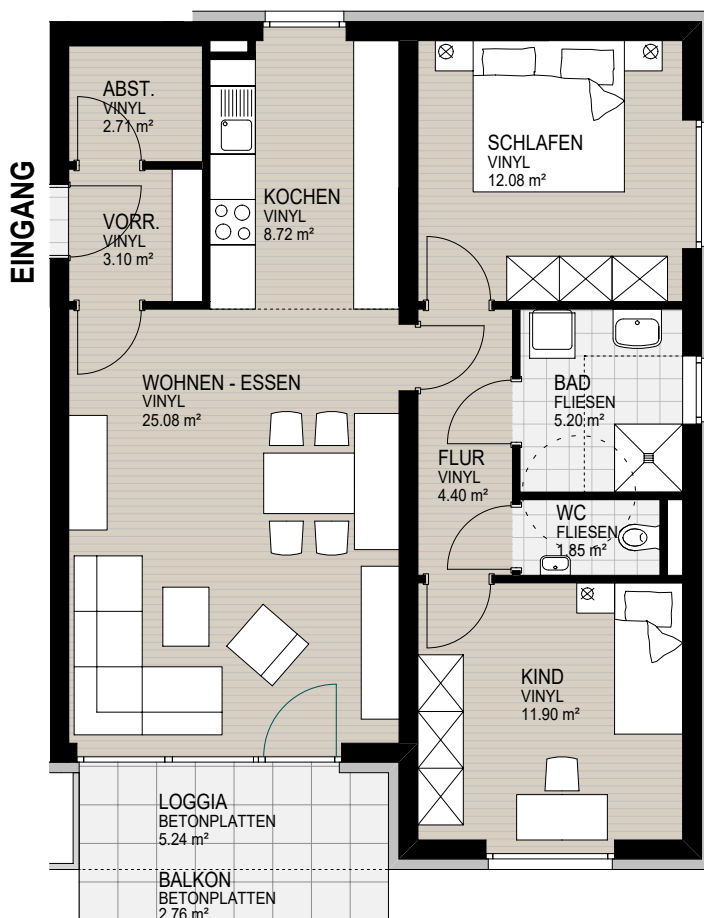 ABST.
VINYL
2.71 m²
EINGANG
VORR.
VINYL
3.10 m²
KOCHEN
VINYL
8.72 m²
SCHLAFEN
VINYL
12.08 m²
WOHNEN - ESSEN
VINYL
25.08 m²
BAD
FLIESEN
5.20 m²
FLUR
VINYL
4.40 m²
WC
FLIESEN
1.85 m²
KIND
VINYL
11.90 m²
LOGGIA
BETONPLATTEN
5.24 m²
BALKON
BETONPLATTEN
2.76 m²